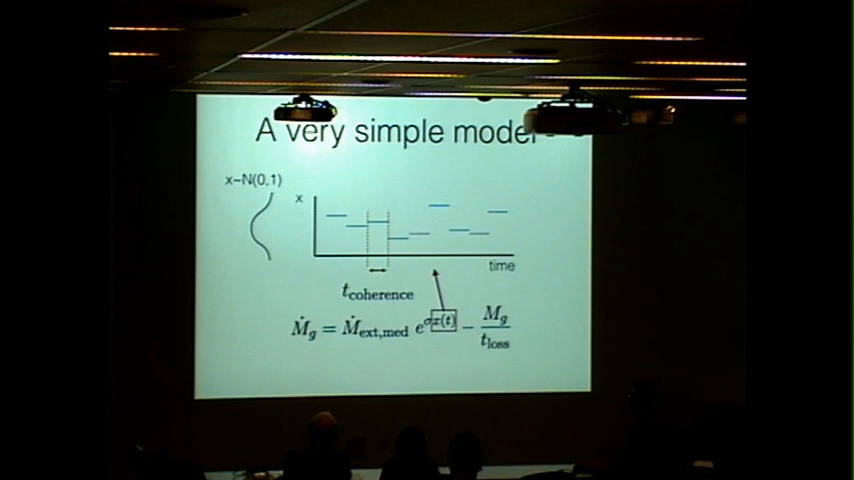 A very simple model
x~N(0,1)
x
time
t_coherence
Ṁ_g = Ṁ_ext,med e^σx(t) − M_g / t_loss